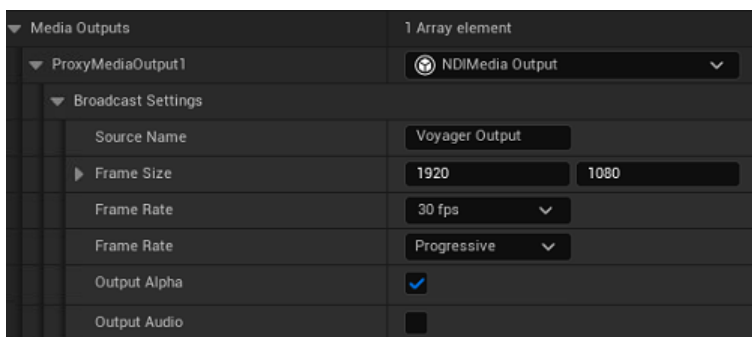 Media Outputs 1 Array element
ProxyMediaOutput1 NDIMedia Output
Broadcast Settings
Source Name Voyager Output
Frame Size 1920 1080
Frame Rate 30 fps
Frame Rate Progressive
Output Alpha
Output Audio